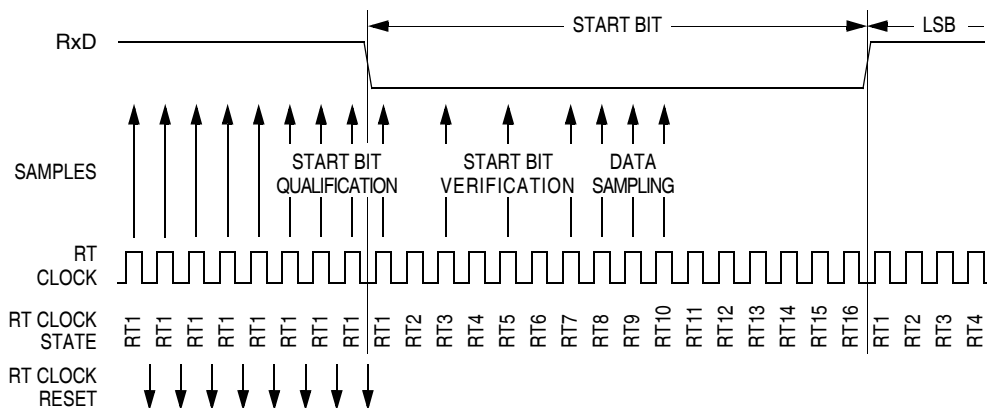 START BIT
LSB
RxD
SAMPLES
START BIT
QUALIFICATION
START BIT
VERIFICATION
DATA
SAMPLING
RT
CLOCK
RT CLOCK
STATE
RT1 RT1 RT1 RT1 RT1 RT1 RT1 RT1 RT1 RT2 RT3 RT4 RT5 RT6 RT7 RT8 RT9 RT10 RT11 RT12 RT13 RT14 RT15 RT16 RT1 RT2 RT3 RT4
RT CLOCK
RESET